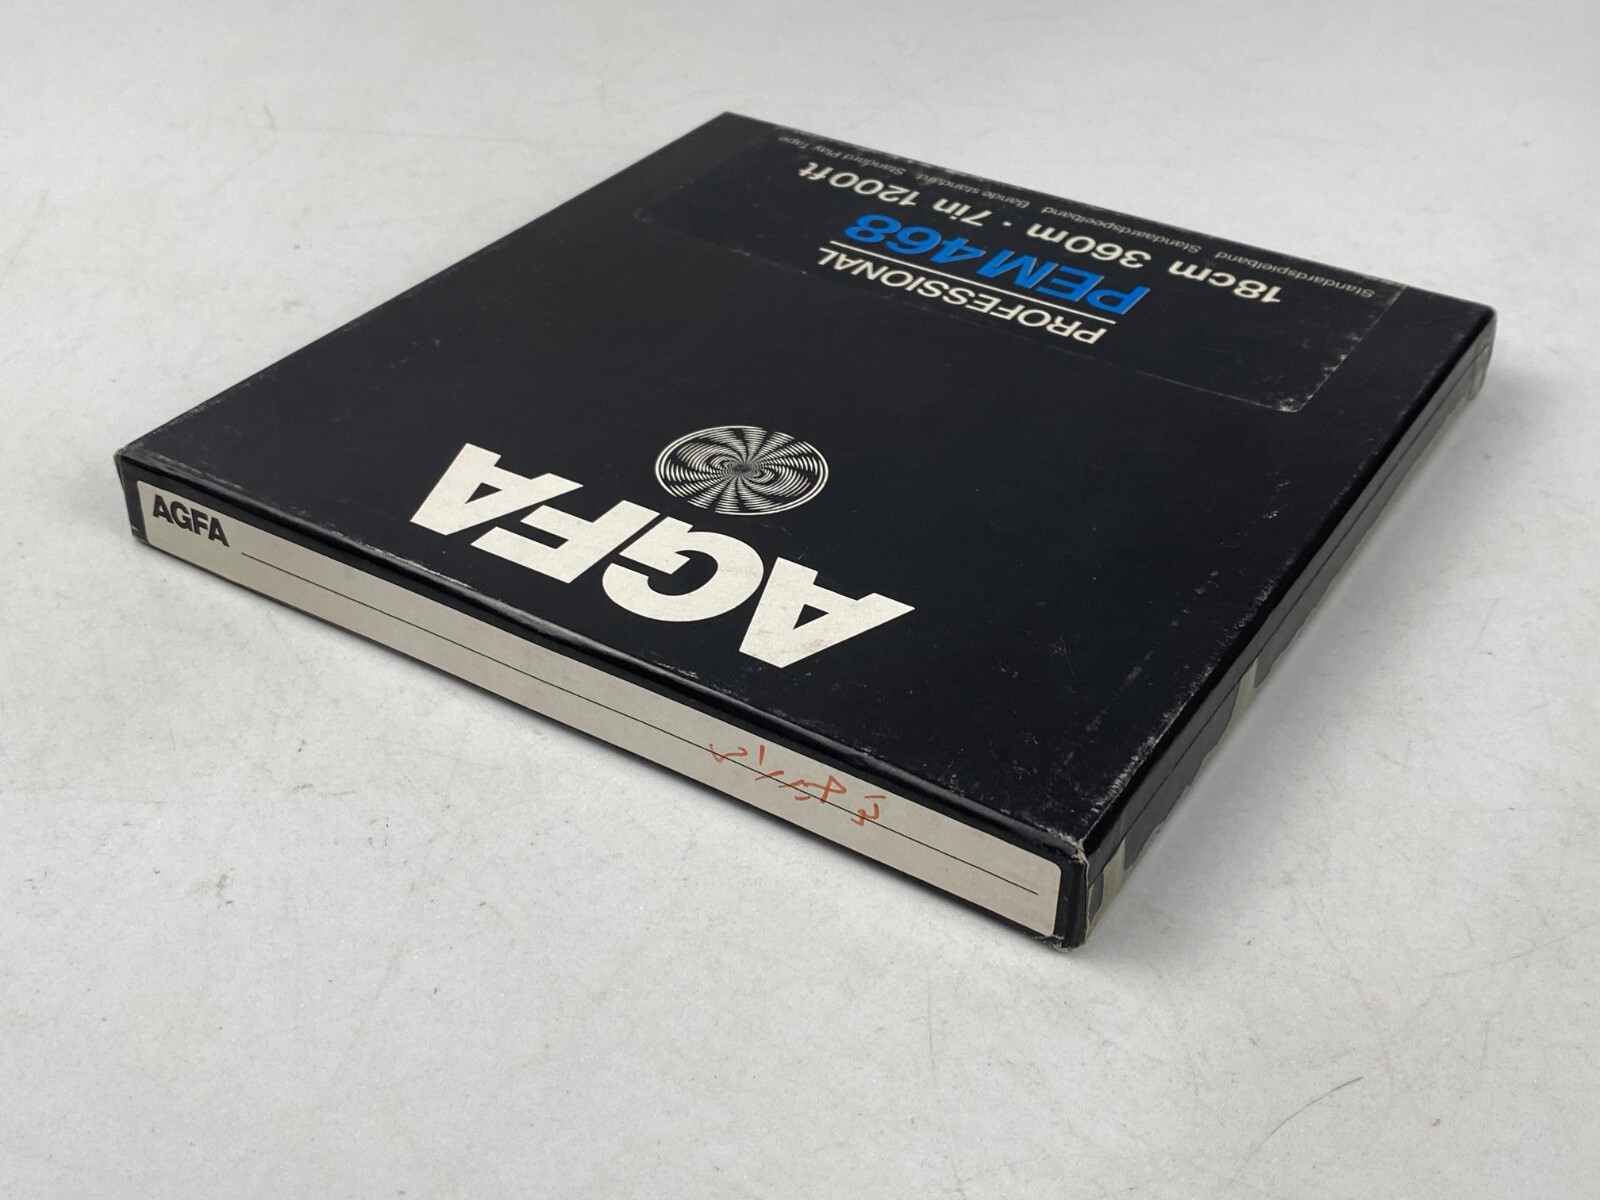 AGFA
PROFESSIONAL
PEM 468
18cm 360m · 7in 1200ft
Standardspielband Standaardspeelband Bande standard Standard Play Tape
AGFA